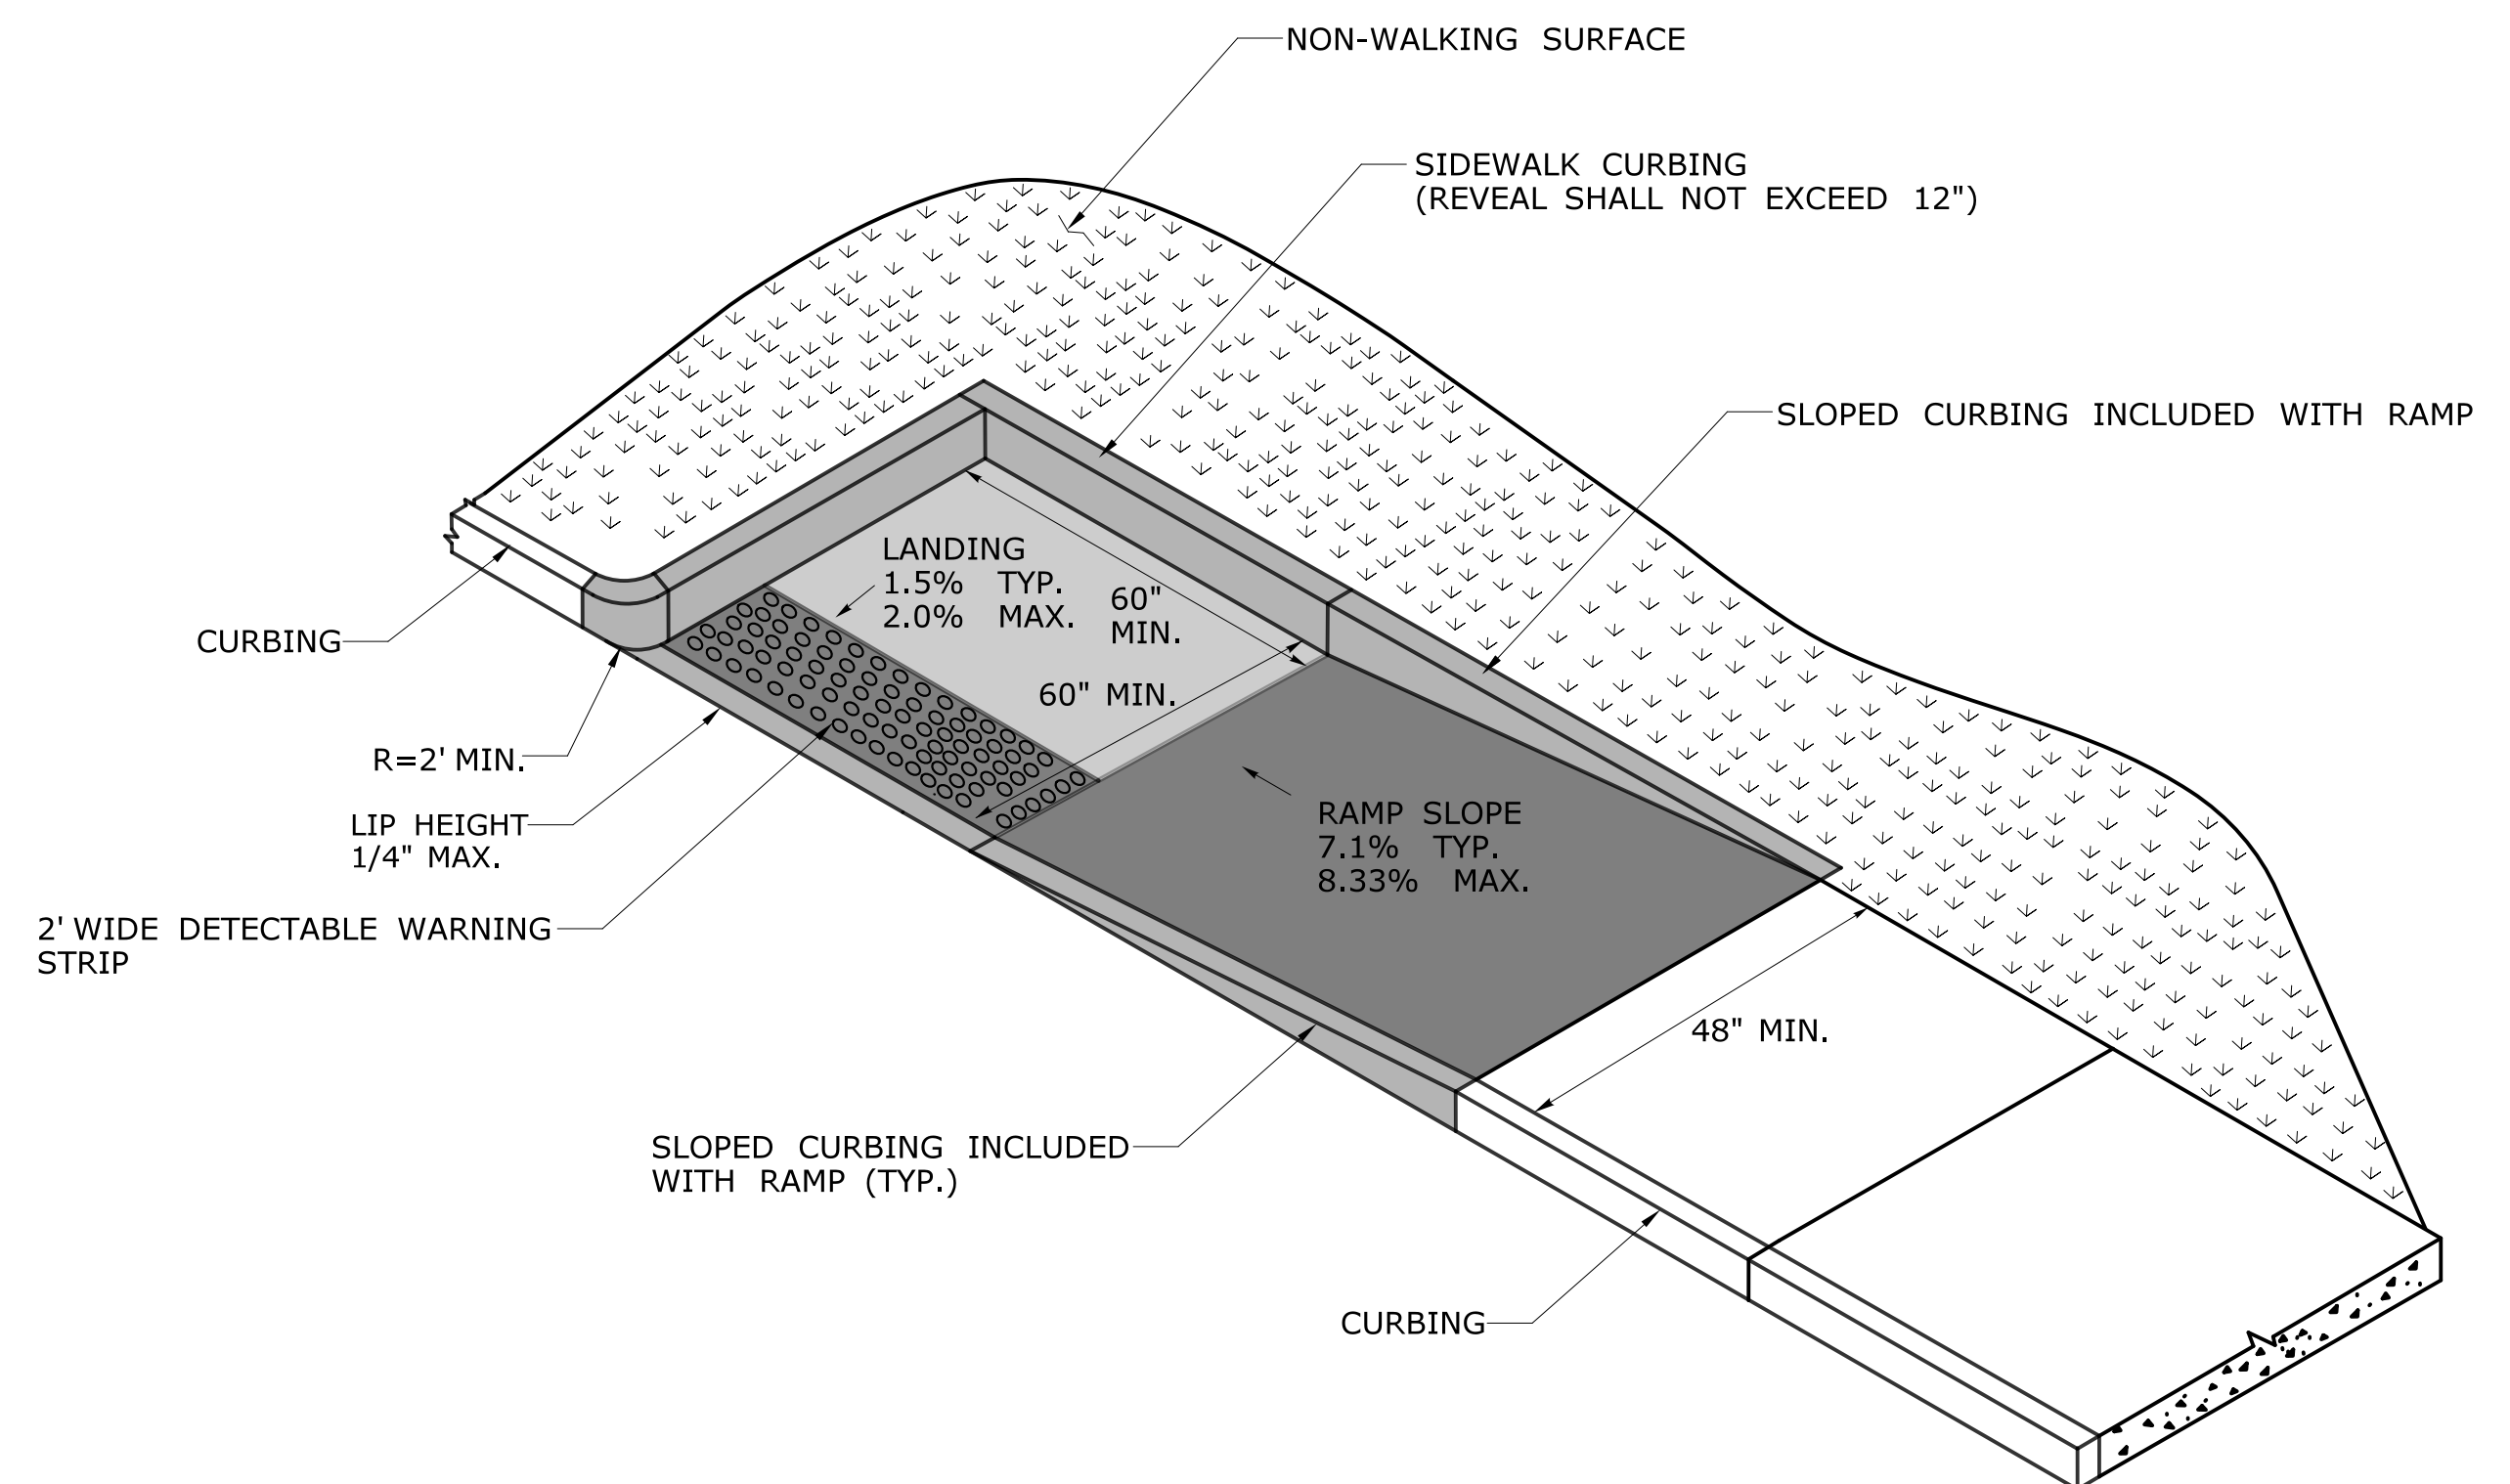 NON-WALKING SURFACE
SIDEWALK CURBING
(REVEAL SHALL NOT EXCEED 12")
SLOPED CURBING INCLUDED WITH RAMP
LANDING
1.5% TYP.
2.0% MAX.
60"
MIN.
60" MIN.
CURBING
R=2' MIN.
LIP HEIGHT
1/4" MAX.
RAMP SLOPE
7.1% TYP.
8.33% MAX.
2' WIDE DETECTABLE WARNING
STRIP
48" MIN.
SLOPED CURBING INCLUDED
WITH RAMP (TYP.)
CURBING